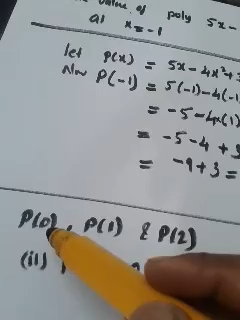 value of poly 5x -
at x = -1
let P(x) = 5x - 4x² + 3
Now P(-1) = 5(-1) - 4(-1
= -5 - 4x(1)
= -5 - 4 + 3
= -9 + 3 =
P(0), P(1) & P(2)
(ii)